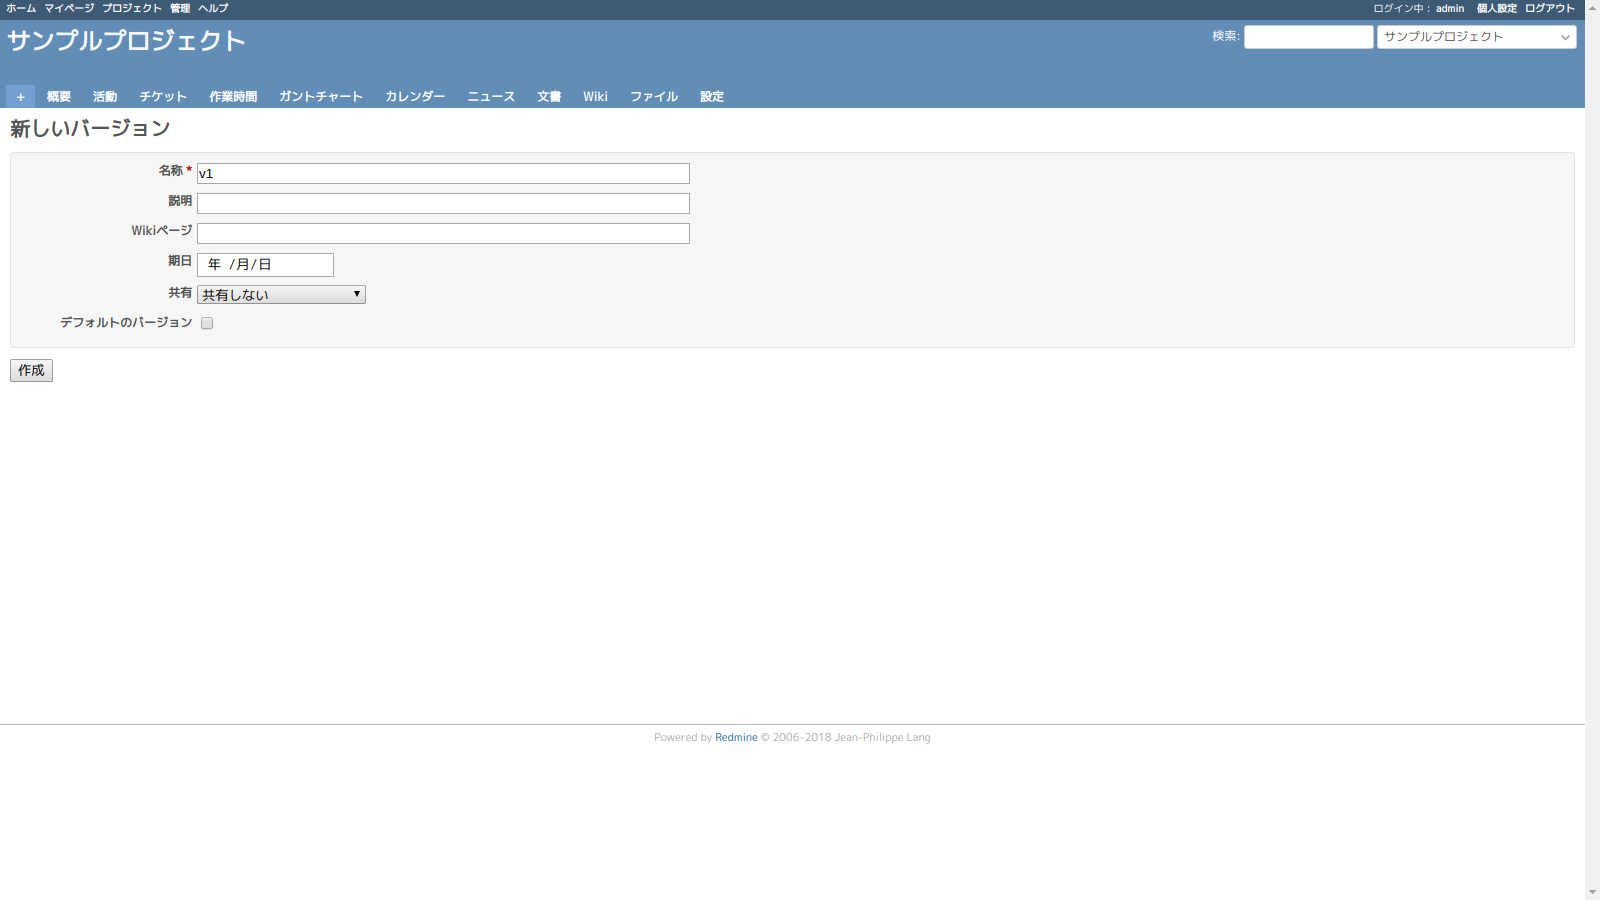 ホーム マイページ プロジェクト 管理 ヘルプ ログイン中 : admin 個人設定 ログアウト
サンプルプロジェクト 検索: サンプルプロジェクト
+ 概要 活動 チケット 作業時間 ガントチャート カレンダー ニュース 文書 Wiki ファイル 設定
新しいバージョン
名称 * v1
説明
Wikiページ
期日 年 /月/日
共有 共有しない
デフォルトのバージョン
作成
Powered by Redmine © 2006-2018 Jean-Philippe Lang